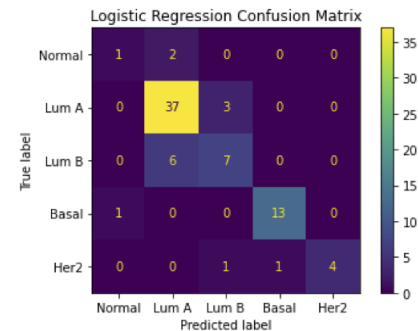 Logistic Regression Confusion Matrix
Normal 1 2 0 0 0
Lum A 0 37 3 0 0
Lum B 0 6 7 0 0
Basal 1 0 0 13 0
Her2 0 0 1 1 4
Normal Lum A Lum B Basal Her2
Predicted label
True label
35
30
25
20
15
10
5
0